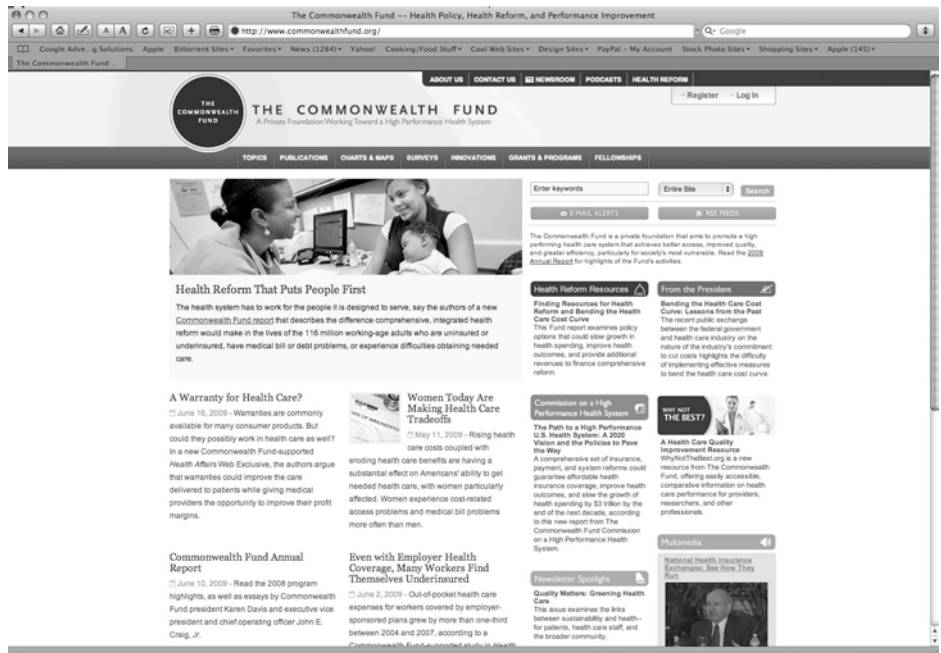 The Commonwealth Fund -- Health Policy, Health Reform, and Performance Improvement
A A C
http://www.commonwealthfund.org/
Google
Google Adve...g Solutions Apple Bittorrent Sites Favorites News (1284) Yahoo! Cooking/Food Stuff Cool Web Sites Design Sites PayPal - My Account Stock Photo Sites Shopping Sites Apple (145)
The Commonwealth Fund ...
ABOUT US CONTACT US NEWSROOM PODCASTS HEALTH REFORM
Register Log In
THE
COMMONWEALTH
FUND
THE COMMONWEALTH FUND
A Private Foundation Working Toward a High Performance Health System
TOPICS PUBLICATIONS CHARTS & MAPS SURVEYS INNOVATIONS GRANTS & PROGRAMS FELLOWSHIPS
Health Reform That Puts People First
The health system has to work for the people it is designed to serve, say the authors of a new
Commonwealth Fund report that describes the difference comprehensive, integrated health
reform would make in the lives of the 116 million working-age adults who are uninsured or
underinsured, have medical bill or debt problems, or experience difficulties obtaining needed
care.
A Warranty for Health Care?
June 16, 2009 - Warranties are commonly
available for many consumer products. But
could they possibly work in health care as well?
In a new Commonwealth Fund-supported
Health Affairs Web Exclusive, the authors argue
that warranties could improve the care
delivered to patients while giving medical
providers the opportunity to improve their profit
margins.
Women Today Are
Making Health Care
Tradeoffs
May 11, 2009 - Rising health
care costs coupled with
eroding health care benefits are having a
substantial effect on Americans' ability to get
needed health care, with women particularly
affected. Women experience cost-related
access problems and medical bill problems
more often than men.
Commonwealth Fund Annual
Report
June 10, 2009 - Read the 2008 program
highlights, as well as essays by Commonwealth
Fund president Karen Davis and executive vice
president and chief operating officer John E.
Craig, Jr.
Even with Employer Health
Coverage, Many Workers Find
Themselves Underinsured
June 2, 2009 - Out-of-pocket health care
expenses for workers covered by employer-
sponsored plans grew by more than one-third
between 2004 and 2007, according to a
Commonwealth Fund-supported study in Health
Enter keywords
Entire Site
Search
E-MAIL ALERTS
RSS FEEDS
The Commonwealth Fund is a private foundation that aims to promote a high
performing health care system that achieves better access, improved quality,
and greater efficiency, particularly for society's most vulnerable. Read the 2008
Annual Report for highlights of the Fund's activities.
Health Reform Resources
Finding Resources for Health
Reform and Bending the Health
Care Cost Curve
This Fund report examines policy
options that could slow growth in
health spending, improve health
outcomes, and provide additional
revenues to finance comprehensive
reform.
Commission on a High
Performance Health System
The Path to a High Performance
U.S. Health System: A 2020
Vision and the Policies to Pave
the Way
A comprehensive set of insurance,
payment, and system reforms could
guarantee affordable health
insurance coverage, improve health
outcomes, and slow the growth of
health spending by $3 trillion by the
end of the next decade, according
to this new report from The
Commonwealth Fund Commission
on a High Performance Health
System.
Newsletter Spotlight
Quality Matters: Greening Health
Care
This issue examines the links
between sustainability and health--
for patients, health care staff, and
the broader community.
From the President
Bending the Health Care Cost
Curve: Lessons from the Past
The recent public exchange
between the federal government
and health care industry on the
nature of the industry's commitment
to cut costs highlights the difficulty
of implementing effective measures
to bend the health care cost curve.
WHY NOT
THE BEST?
A Health Care Quality
Improvement Resource
WhyNotTheBest.org is a new
resource from The Commonwealth
Fund, offering easily accessible,
comparative information on health
care performance for providers,
researchers, and other
professionals.
Multimedia
National Health Insurance
Exchanges: See How They
Run